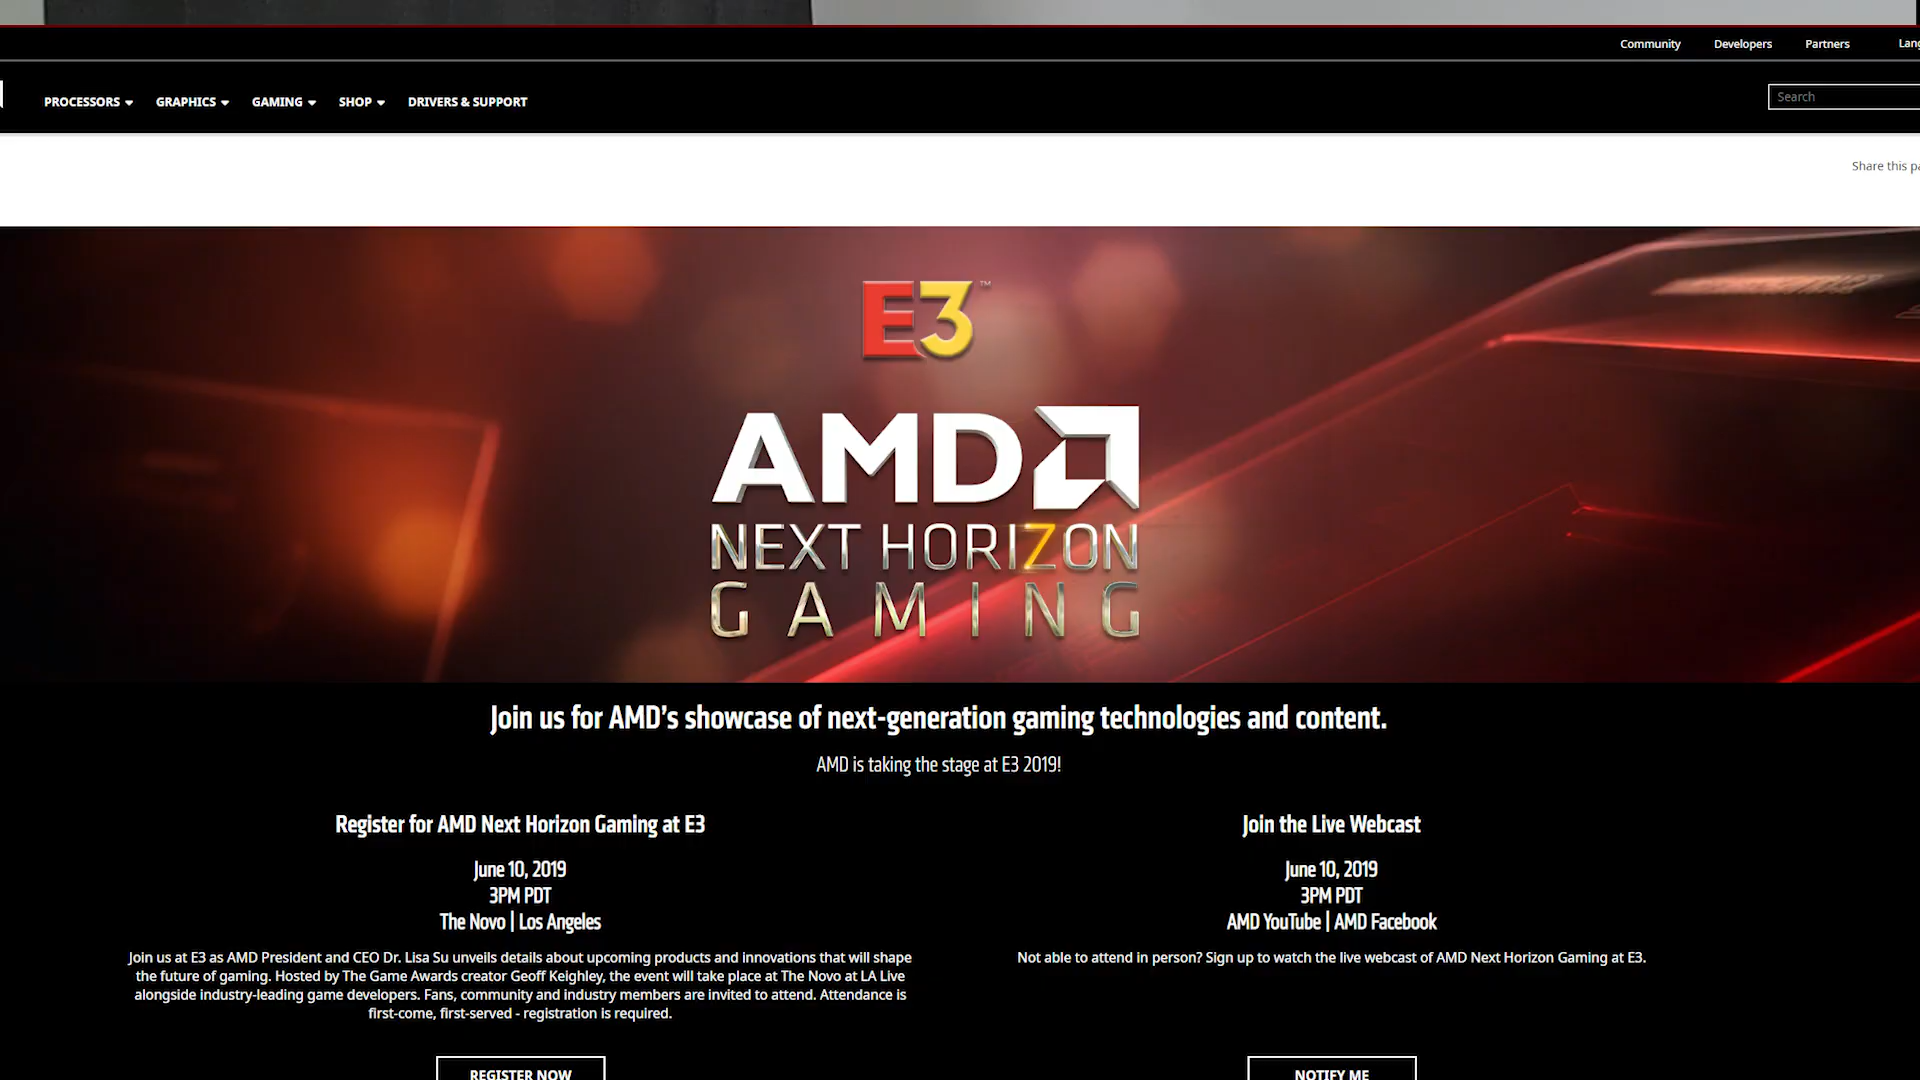 Community Developers Partners
PROCESSORS GRAPHICS GAMING SHOP DRIVERS & SUPPORT
Search
Share this
E3™
AMD
NEXT HORIZON
GAMING
Join us for AMD's showcase of next-generation gaming technologies and content.
AMD is taking the stage at E3 2019!
Register for AMD Next Horizon Gaming at E3
June 10, 2019
3PM PDT
The Novo | Los Angeles
Join us at E3 as AMD President and CEO Dr. Lisa Su unveils details about upcoming products and innovations that will shape
the future of gaming. Hosted by The Game Awards creator Geoff Keighley, the event will take place at The Novo at LA Live
alongside industry-leading game developers. Fans, community and industry members are invited to attend. Attendance is
first-come, first-served - registration is required.
REGISTER NOW
Join the Live Webcast
June 10, 2019
3PM PDT
AMD YouTube | AMD Facebook
Not able to attend in person? Sign up to watch the live webcast of AMD Next Horizon Gaming at E3.
NOTIFY ME